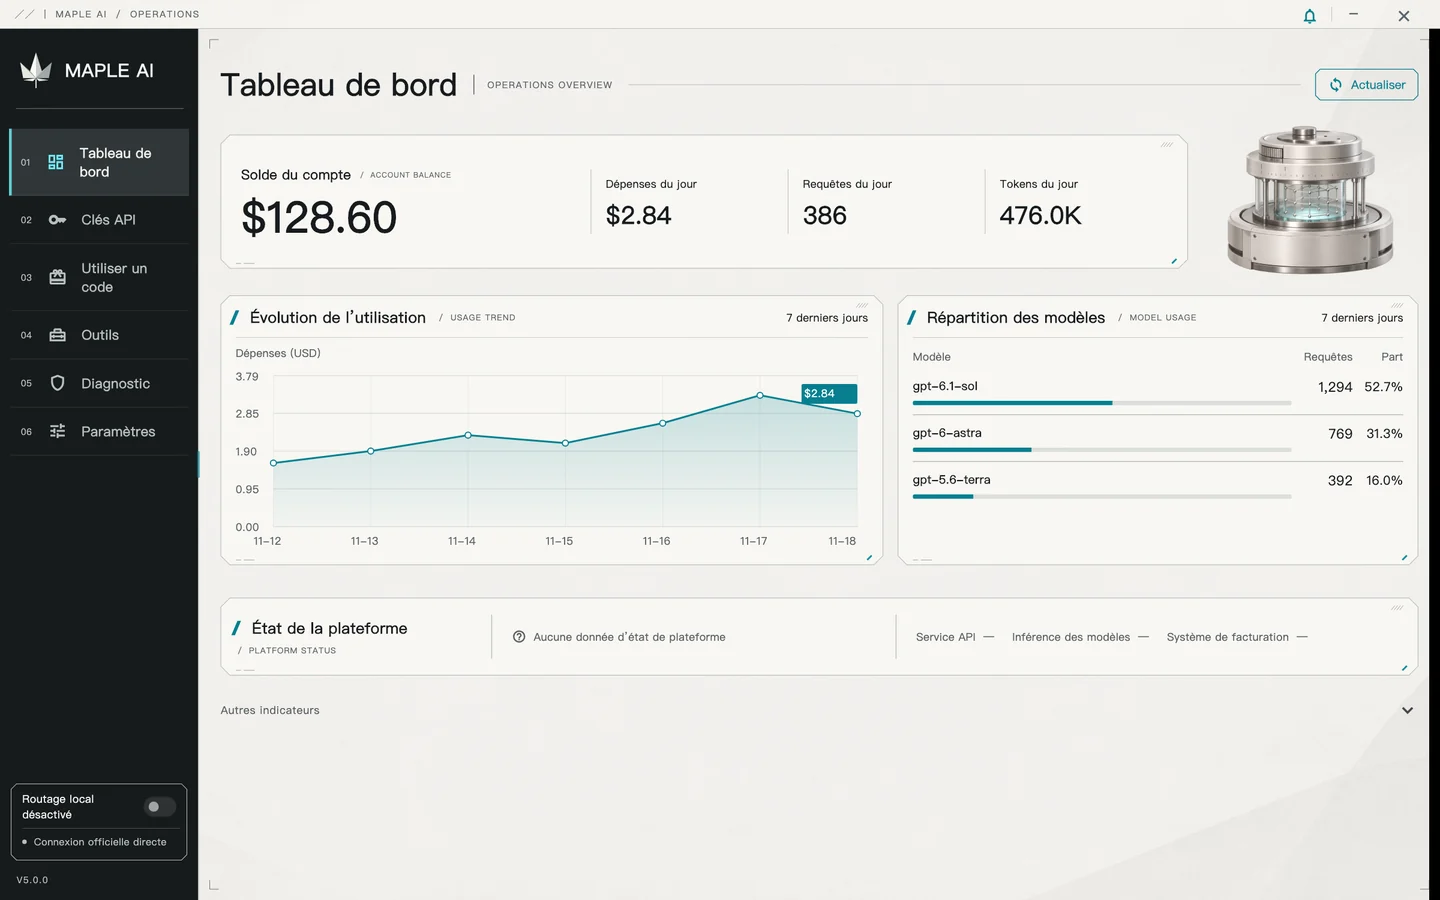 MAPLE AI / OPERATIONS
MAPLE AI
01 Tableau de
bord
02 Clés API
03 Utiliser un
code
04 Outils
05 Diagnostic
06 Paramètres
Routage local
désactivé
Connexion officielle directe
V5.0.0
Tableau de bord
OPERATIONS OVERVIEW
Actualiser
Solde du compte / ACCOUNT BALANCE
$128.60
Dépenses du jour
$2.84
Requêtes du jour
386
Tokens du jour
476.0K
Évolution de l'utilisation / USAGE TREND
7 derniers jours
Dépenses (USD)
3.79
2.85
1.90
0.95
0.00
$2.84
11-12 11-13 11-14 11-15 11-16 11-17 11-18
Répartition des modèles / MODEL USAGE
7 derniers jours
Modèle Requêtes Part
gpt-6.1-sol 1,294 52.7%
gpt-6-astra 769 31.3%
gpt-5.6-terra 392 16.0%
État de la plateforme
/ PLATFORM STATUS
Aucune donnée d'état de plateforme
Service API — Inférence des modèles — Système de facturation —
Autres indicateurs